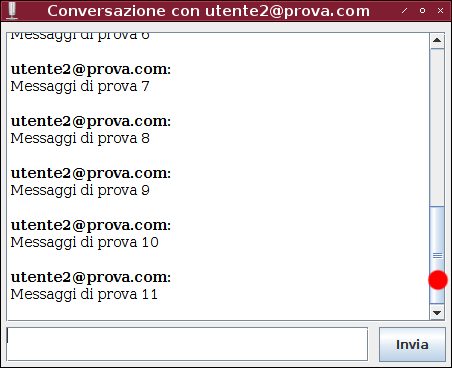 Conversazione con utente2@prova.com
Messaggi di prova 6
utente2@prova.com:
Messaggi di prova 7
utente2@prova.com:
Messaggi di prova 8
utente2@prova.com:
Messaggi di prova 9
utente2@prova.com:
Messaggi di prova 10
utente2@prova.com:
Messaggi di prova 11
Invia